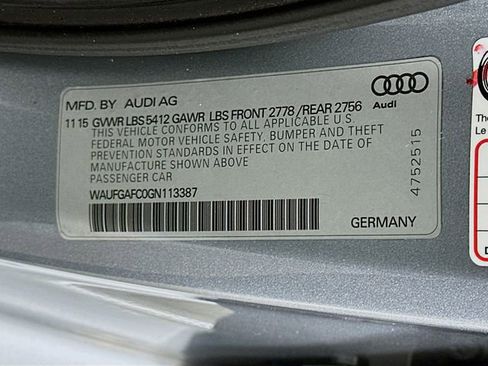 MFD. BY AUDI AG
11 15 GVWR LBS 5412 GAWR LBS FRONT 2778 /REAR 2756
THIS VEHICLE CONFORMS TO ALL APPLICABLE U.S.
FEDERAL MOTOR VEHICLE SAFETY, BUMPER AND THEFT
PREVENTION STANDARDS IN EFFECT ON THE DATE OF
MANUFACTURE SHOWN ABOVE
PASSENGER CAR
WAUFGAFC0GN113387
Audi
4752515
GERMANY
The
Le